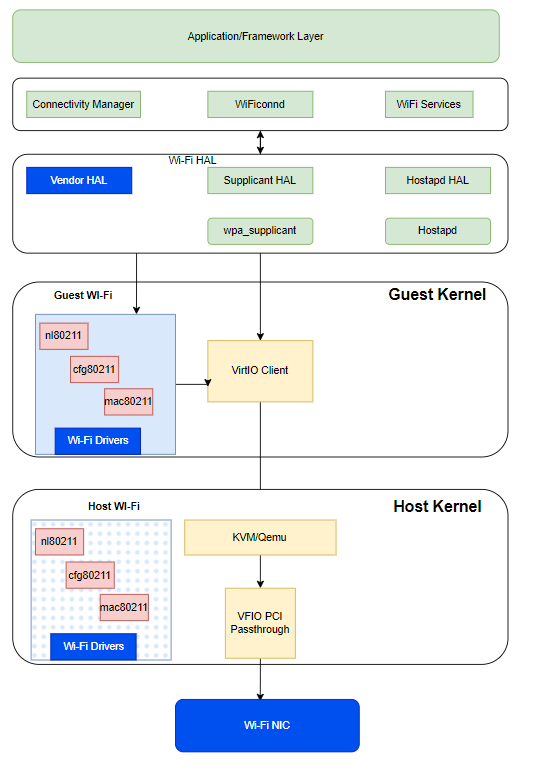 Application/Framework Layer
Connectivity Manager
WiFiconnd
WiFi Services
Wi-Fi HAL
Vendor HAL
Supplicant HAL
Hostapd HAL
wpa_supplicant
Hostapd
Guest WI-Fi
Guest Kernel
nl80211
cfg80211
mac80211
Wi-Fi Drivers
VirtIO Client
Host WI-Fi
Host Kernel
nl80211
cfg80211
mac80211
Wi-Fi Drivers
KVM/Qemu
VFIO PCI
Passthrough
Wi-Fi NIC